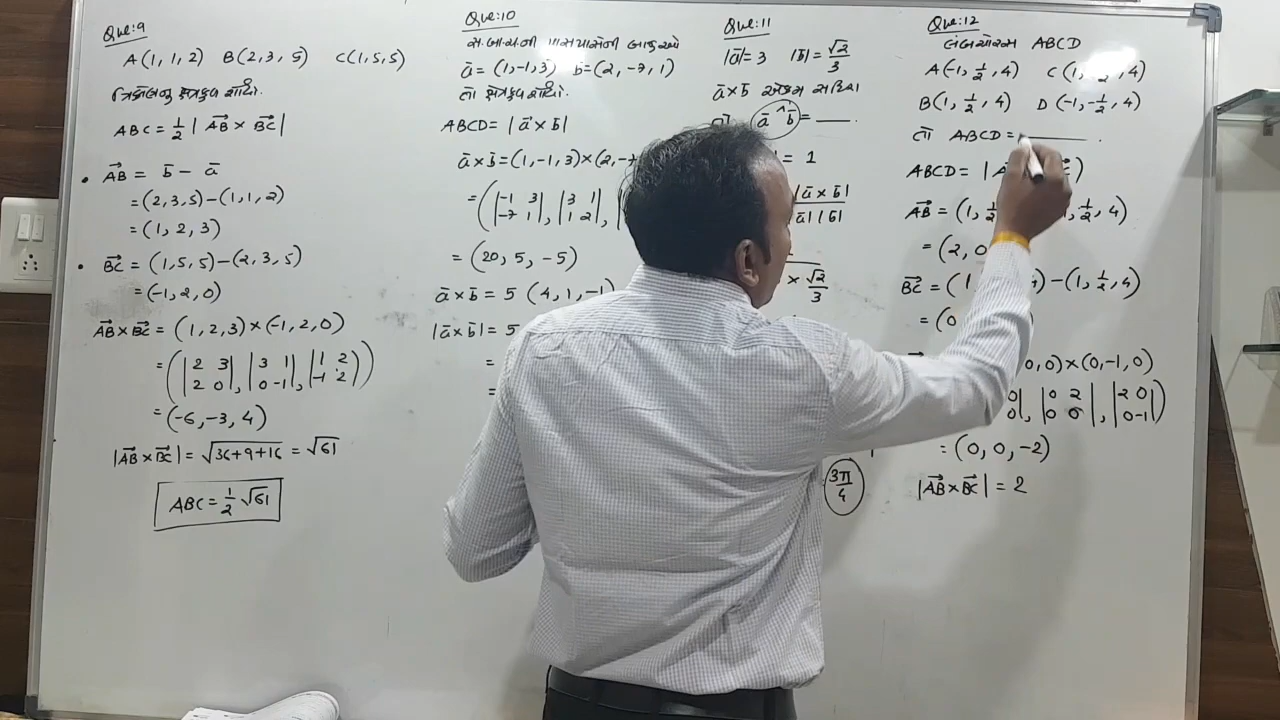 Que:9
A(1,1,2) B(2,3,5) C(1,5,5)
ત્રિકોણનુ ક્ષેત્રફળ શોધો.
ABC = 1/2 | AB⃗ × BC⃗ |
• AB⃗ = b̄ - ā
= (2,3,5) - (1,1,2)
= (1, 2, 3)
• BC⃗ = (1,5,5) - (2,3,5)
= (-1, 2, 0)
AB⃗ × BC⃗ = (1,2,3) × (-1,2,0)
= ( |2 3; 2 0|, |3 1; 0 -1|, |1 2; -1 2| )
= (-6, -3, 4)
|AB⃗ × BC⃗| = √36+9+16 = √61
ABC = 1/2 √61
Que:10
સ.બા.ચ.ની પાસપાસેની બાજુઓ
ā = (1,-1,3) b̄ = (2,-7,1)
તો ક્ષેત્રફળ શોધો.
ABCD = | ā × b̄ |
ā × b̄ = (1,-1,3) × (2,-7
= ( |-1 3; -7 1|, |3 1; 1 2|,
= (20, 5, -5)
ā × b̄ = 5 (4, 1, -1)
|ā × b̄| = 5
=
=
Que:11
|ā| = 3 |b̄| = √2/3
ā × b̄ એકમ સદિશ
(ā ^ b̄) = ___.
| = 1
|ā × b̄|
ā| |b̄|
× √2/3
3π/4
Que:12
લંબચોરસ ABCD
A(-1, 1/2, 4) C(1, 1/2, 4)
B(1, 1/2, 4) D(-1, -1/2, 4)
તો ABCD = ______.
ABCD = |A
AB⃗ = (1, 1/2 , 1/2, 4)
= (2, 0
BC⃗ = (1 ) - (1, 1/2, 4)
= (0
0,0) × (0,-1,0)
0|, |0 2; 0 0|, |2 0; 0 -1| )
= (0, 0, -2)
|AB⃗ × BC⃗| = 2